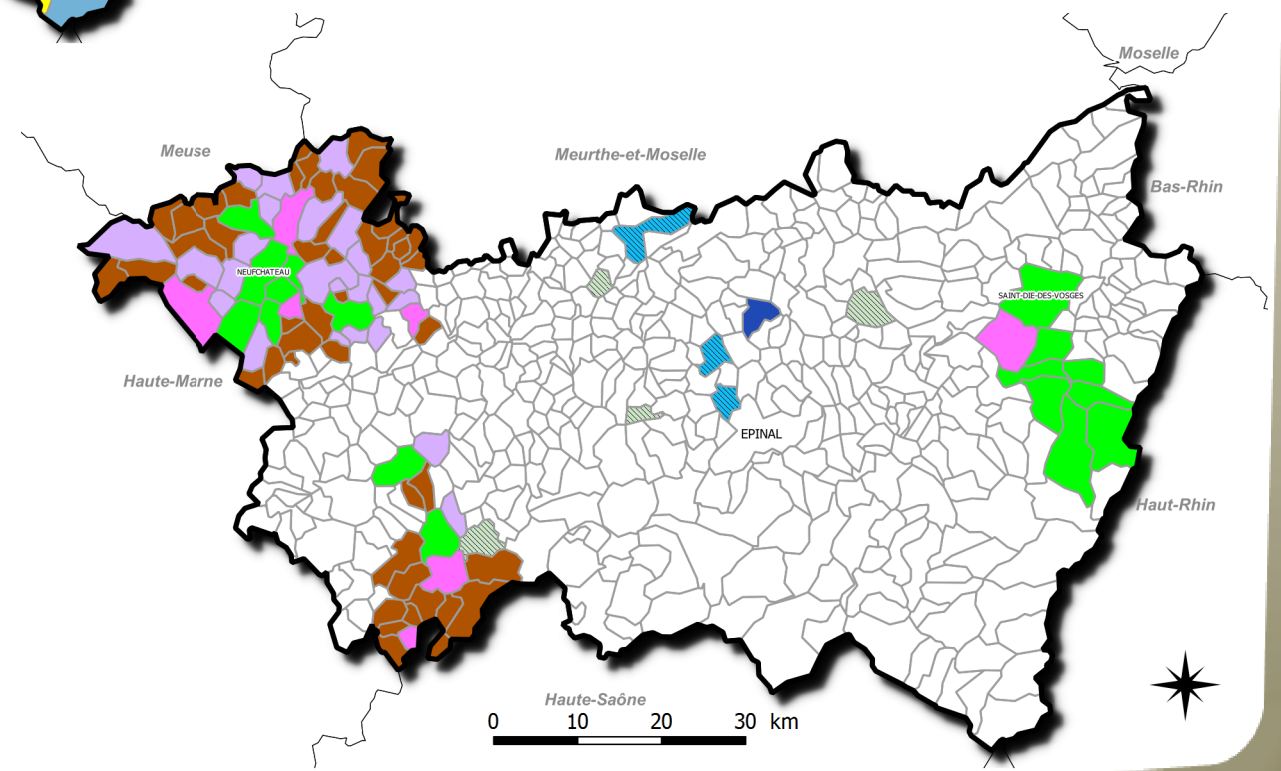 Moselle
Meuse
Meurthe-et-Moselle
Bas-Rhin
NEUFCHATEAU
SAINT-DIE-DES-VOSGES
Haute-Marne
EPINAL
Haut-Rhin
Haute-Saône
0 10 20 30 km